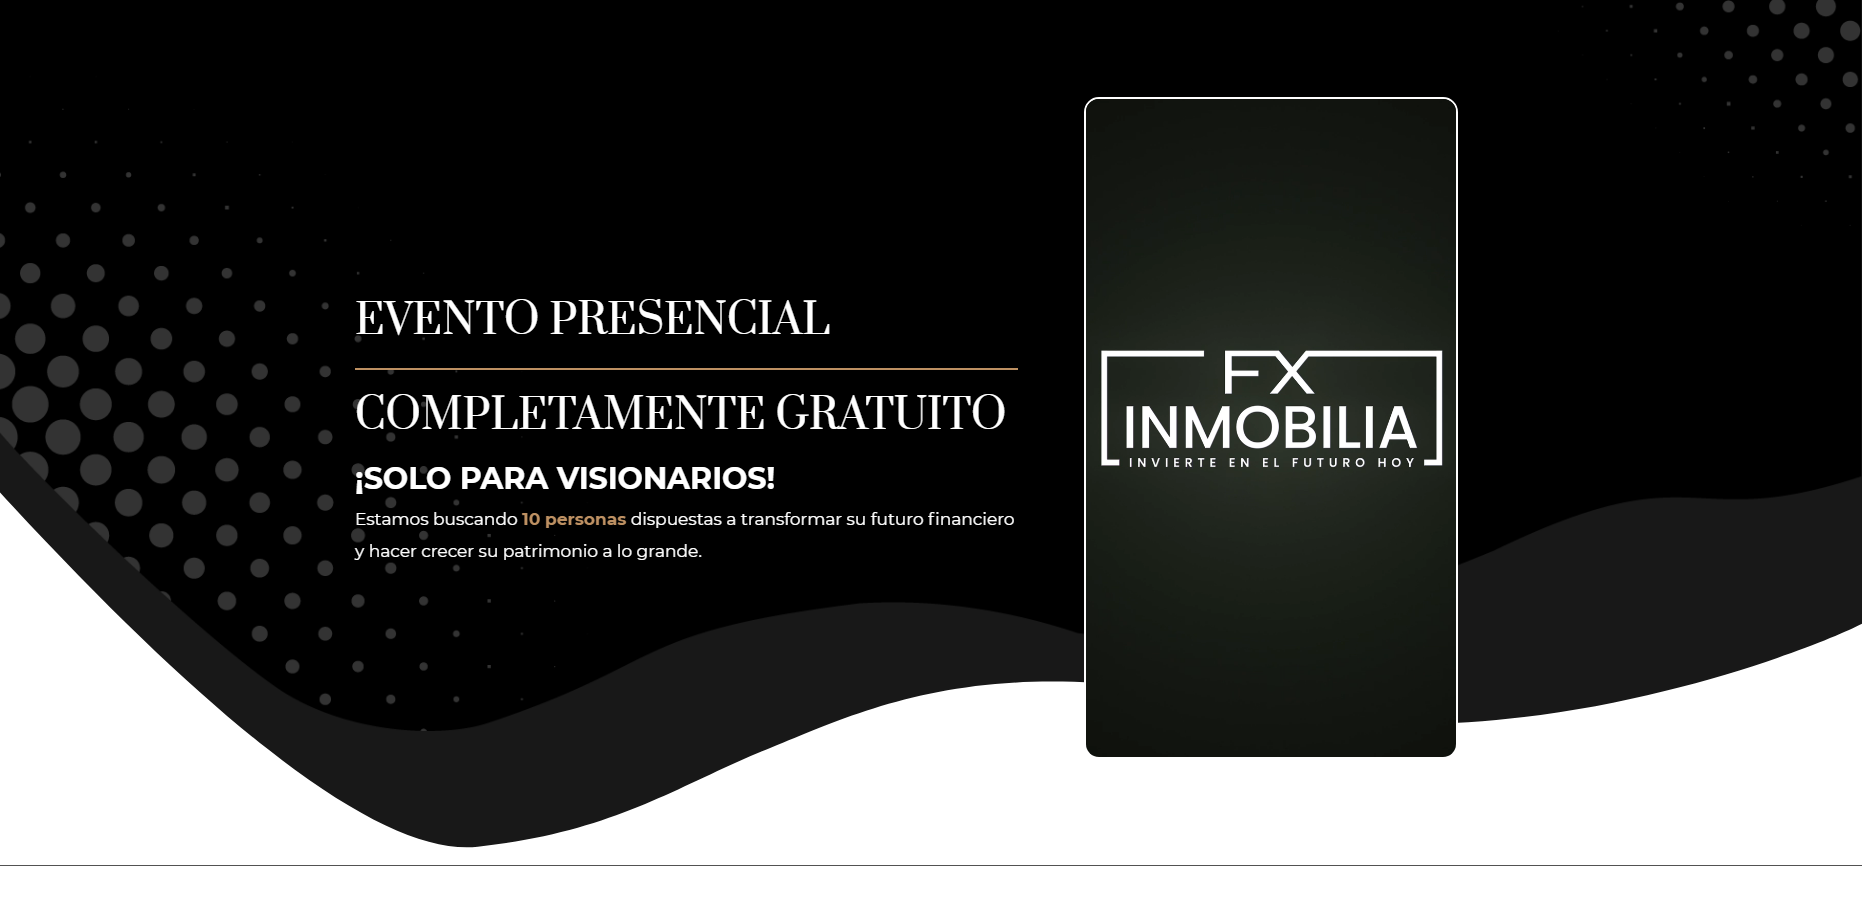 EVENTO PRESENCIAL
COMPLETAMENTE GRATUITO
¡SOLO PARA VISIONARIOS!
Estamos buscando 10 personas dispuestas a transformar su futuro financiero
y hacer crecer su patrimonio a lo grande.
FX
INMOBILIA
INVIERTE EN EL FUTURO HOY